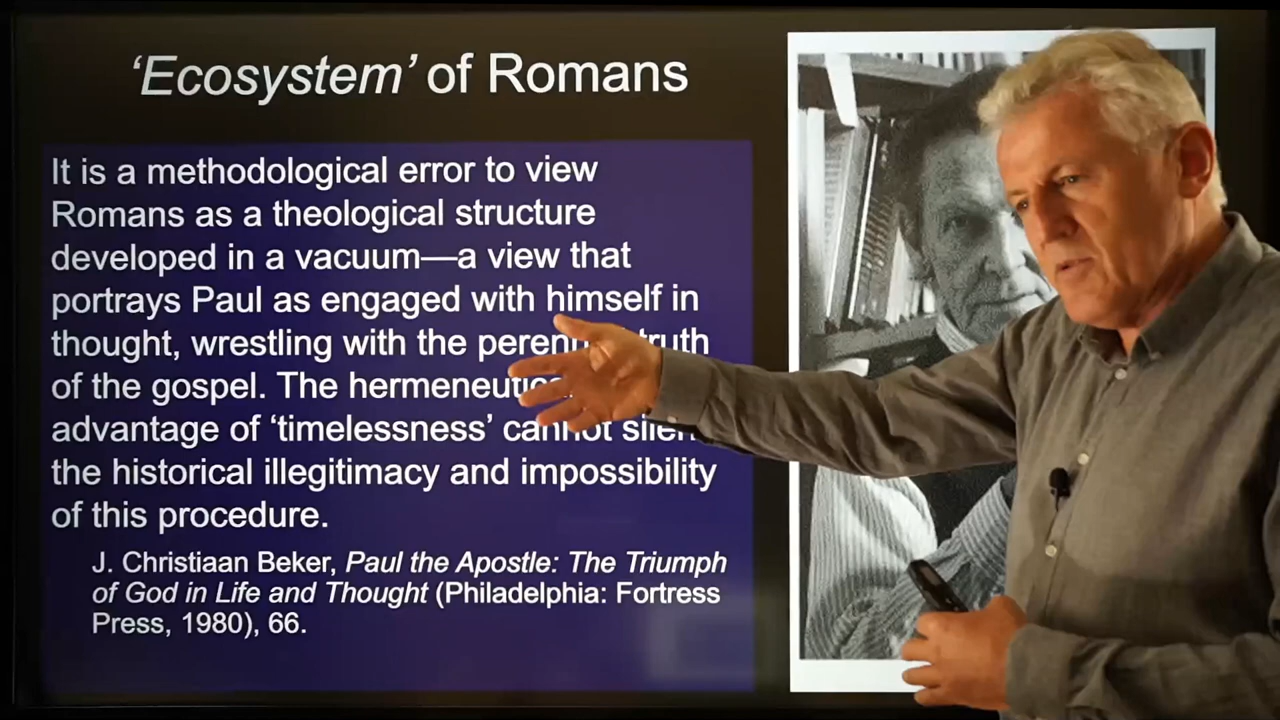 ‘Ecosystem’ of Romans
It is a methodological error to view
Romans as a theological structure
developed in a vacuum—a view that
portrays Paul as engaged with himself in
thought, wrestling with the
of the gospel. The
advantage of ‘timelessness’ cannot
the historical illegitimacy and impossibility
of this procedure.
J. Christiaan Beker, Paul the Apostle: The Triumph
of God in Life and Thought (Philadelphia: Fortress
Press, 1980), 66.